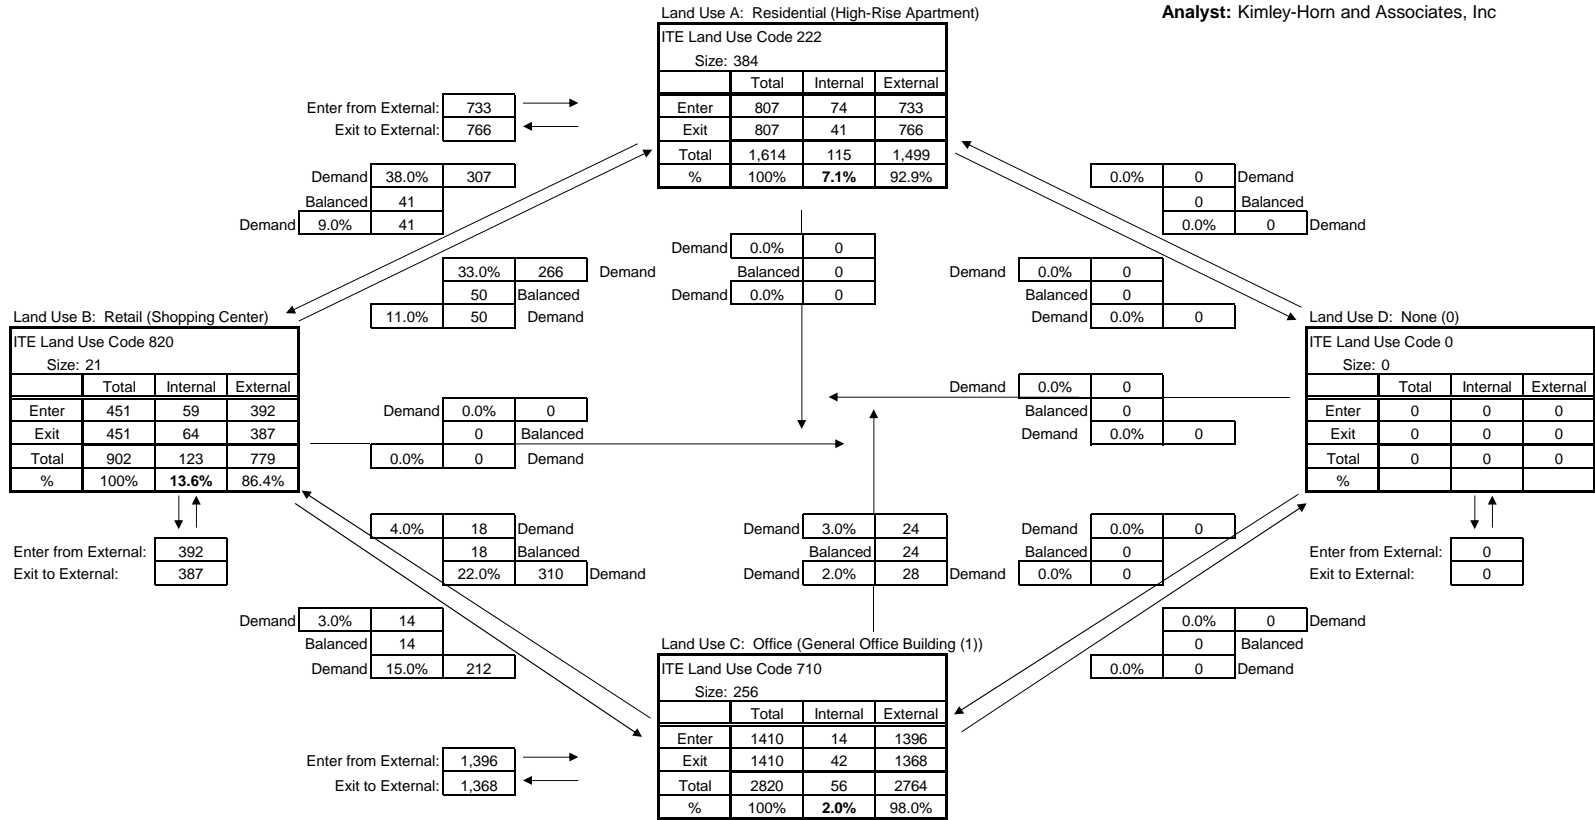 Land Use A: Residential (High-Rise Apartment)
Analyst: Kimley-Horn and Associates, Inc
ITE Land Use Code 222
Size: 384
Total Internal External
Enter 807 74 733
Exit 807 41 766
Total 1,614 115 1,499
% 100% 7.1% 92.9%
Enter from External: 733
Exit to External: 766
Demand 38.0% 307
Balanced 41
Demand 9.0% 41
0.0% 0 Demand
0 Balanced
0.0% 0 Demand
Demand 0.0% 0
Balanced 0
Demand 0.0% 0
33.0% 266 Demand
50 Balanced
11.0% 50 Demand
Demand 0.0% 0
Balanced 0
Demand 0.0% 0
Land Use B: Retail (Shopping Center)
ITE Land Use Code 820
Size: 21
Total Internal External
Enter 451 59 392
Exit 451 64 387
Total 902 123 779
% 100% 13.6% 86.4%
Enter from External: 392
Exit to External: 387
Land Use D: None (0)
ITE Land Use Code 0
Size: 0
Total Internal External
Enter 0 0 0
Exit 0 0 0
Total 0 0 0
%
Enter from External: 0
Exit to External: 0
Demand 0.0% 0
0 Balanced
0.0% 0 Demand
Demand 0.0% 0
Balanced 0
Demand 0.0% 0
4.0% 18 Demand
18 Balanced
22.0% 310 Demand
Demand 3.0% 24
Balanced 24
Demand 2.0% 28
Demand 0.0% 0
Balanced 0
Demand 0.0% 0
Demand 3.0% 14
Balanced 14
Demand 15.0% 212
0.0% 0 Demand
0 Balanced
0.0% 0 Demand
Land Use C: Office (General Office Building (1))
ITE Land Use Code 710
Size: 256
Total Internal External
Enter 1410 14 1396
Exit 1410 42 1368
Total 2820 56 2764
% 100% 2.0% 98.0%
Enter from External: 1,396
Exit to External: 1,368